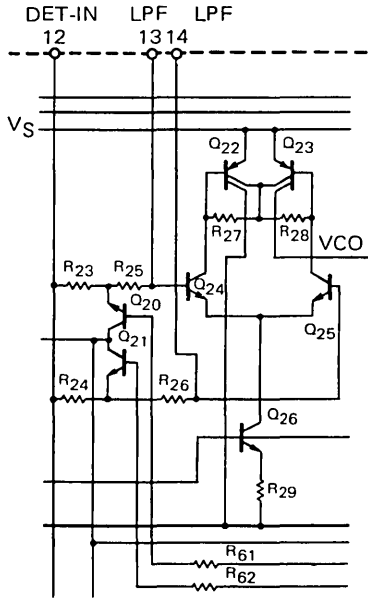 DET-IN LPF LPF
12 13 14
VS
Q22 Q23
R27 R28
VCO
R23 R25 Q24
Q20
Q25
Q21
R24 R26
Q26
R29
R61
R62